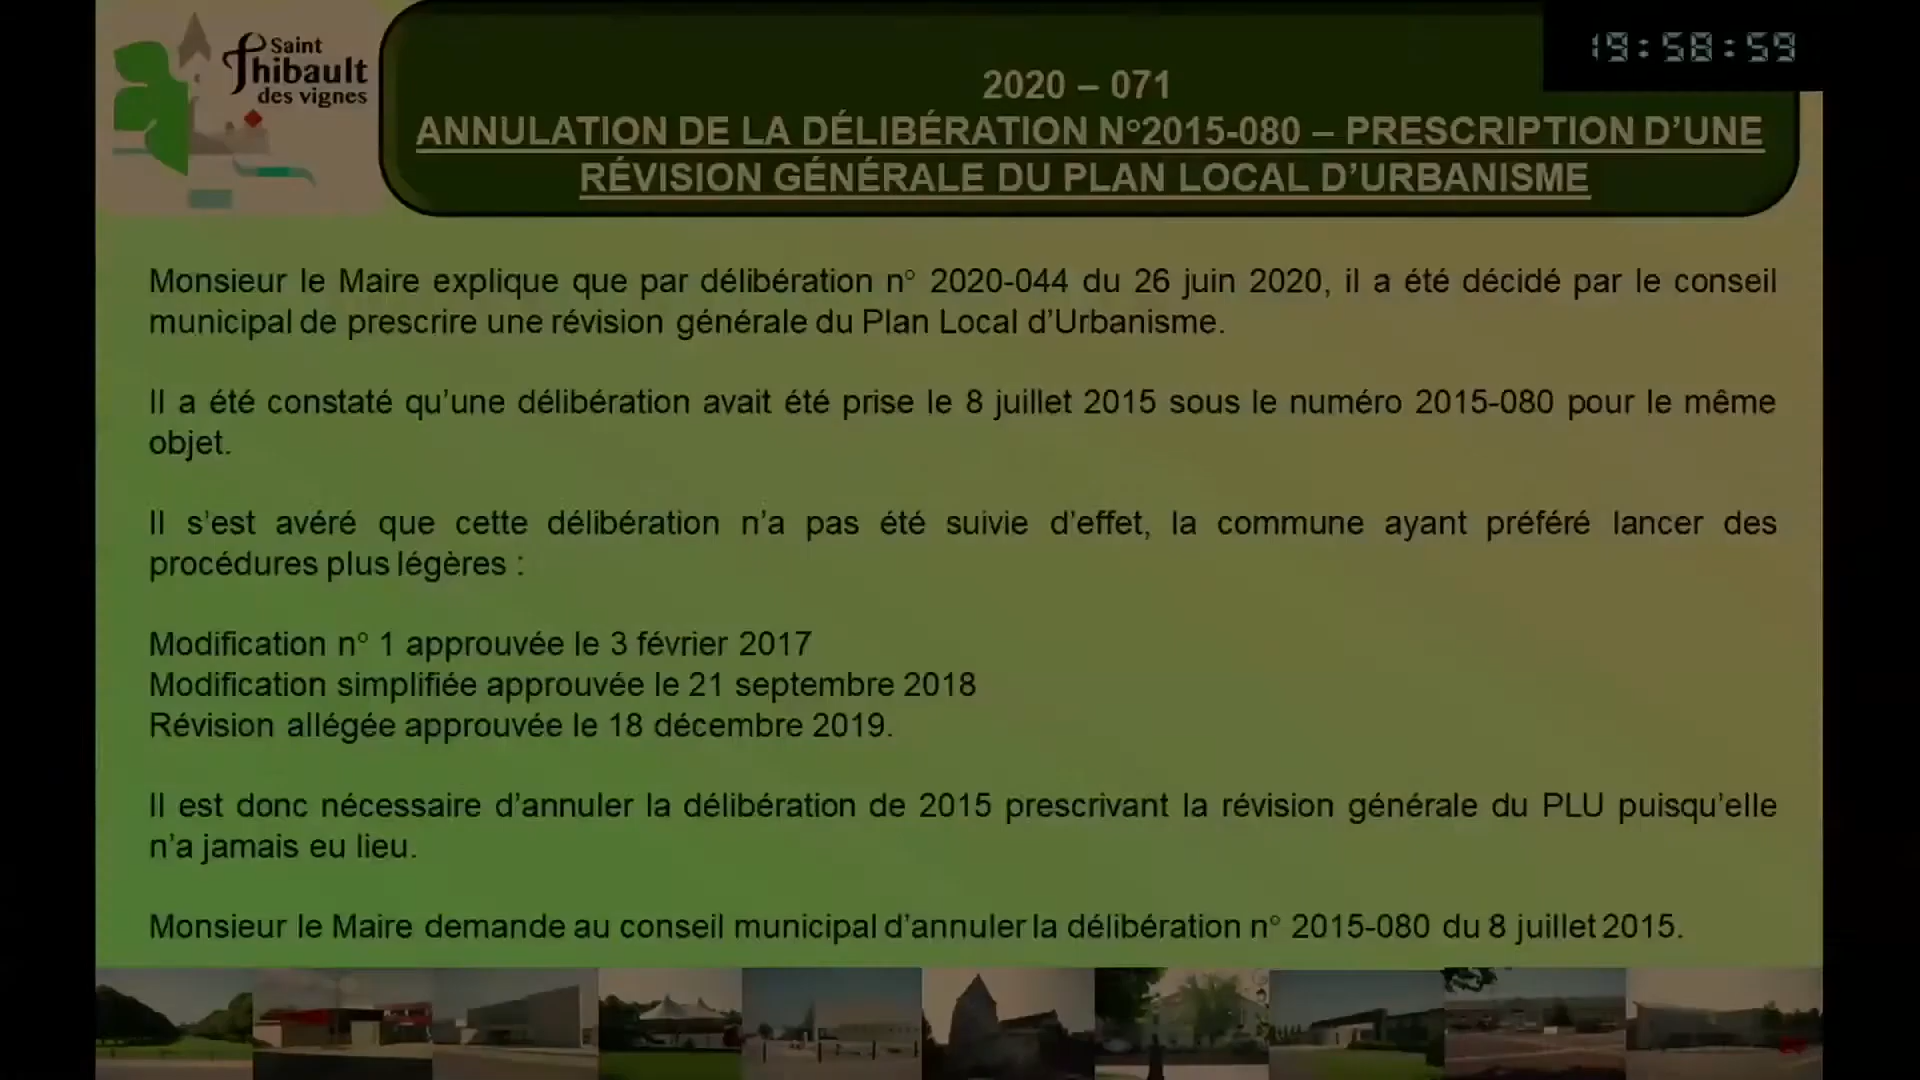 Saint
Thibault
des vignes
19:58:59
2020 – 071
ANNULATION DE LA DÉLIBÉRATION N°2015-080 – PRESCRIPTION D’UNE
RÉVISION GÉNÉRALE DU PLAN LOCAL D’URBANISME
Monsieur le Maire explique que par délibération n° 2020-044 du 26 juin 2020, il a été décidé par le conseil
municipal de prescrire une révision générale du Plan Local d’Urbanisme.
Il a été constaté qu’une délibération avait été prise le 8 juillet 2015 sous le numéro 2015-080 pour le même
objet.
Il s’est avéré que cette délibération n’a pas été suivie d’effet, la commune ayant préféré lancer des
procédures plus légères :
Modification n° 1 approuvée le 3 février 2017
Modification simplifiée approuvée le 21 septembre 2018
Révision allégée approuvée le 18 décembre 2019.
Il est donc nécessaire d’annuler la délibération de 2015 prescrivant la révision générale du PLU puisqu’elle
n’a jamais eu lieu.
Monsieur le Maire demande au conseil municipal d’annuler la délibération n° 2015-080 du 8 juillet 2015.